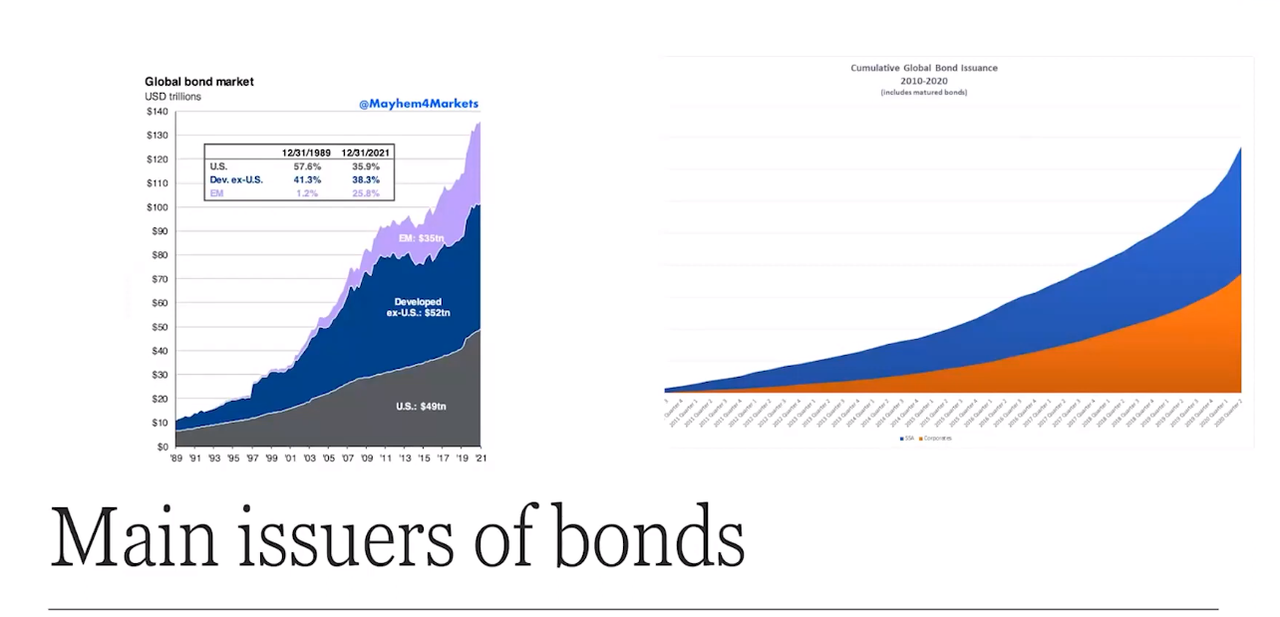 Global bond market
USD trillions
@Mayhem4Markets
$140
$130
$120
$110
$100
$90
$80
$70
$60
$50
$40
$30
$20
$10
$0
12/31/1989 12/31/2021
U.S. 57.6% 35.9%
Dev. ex-U.S. 41.3% 38.3%
EM 1.2% 25.8%
EM: $35tn
Developed
ex-U.S.: $52tn
U.S.: $49tn
'89 '91 '93 '95 '97 '99 '01 '03 '05 '07 '09 '11 '13 '15 '17 '19 '21
Cumulative Global Bond Issuance
2010-2020
(includes matured bonds)
SSA Corporates
Main issuers of bonds